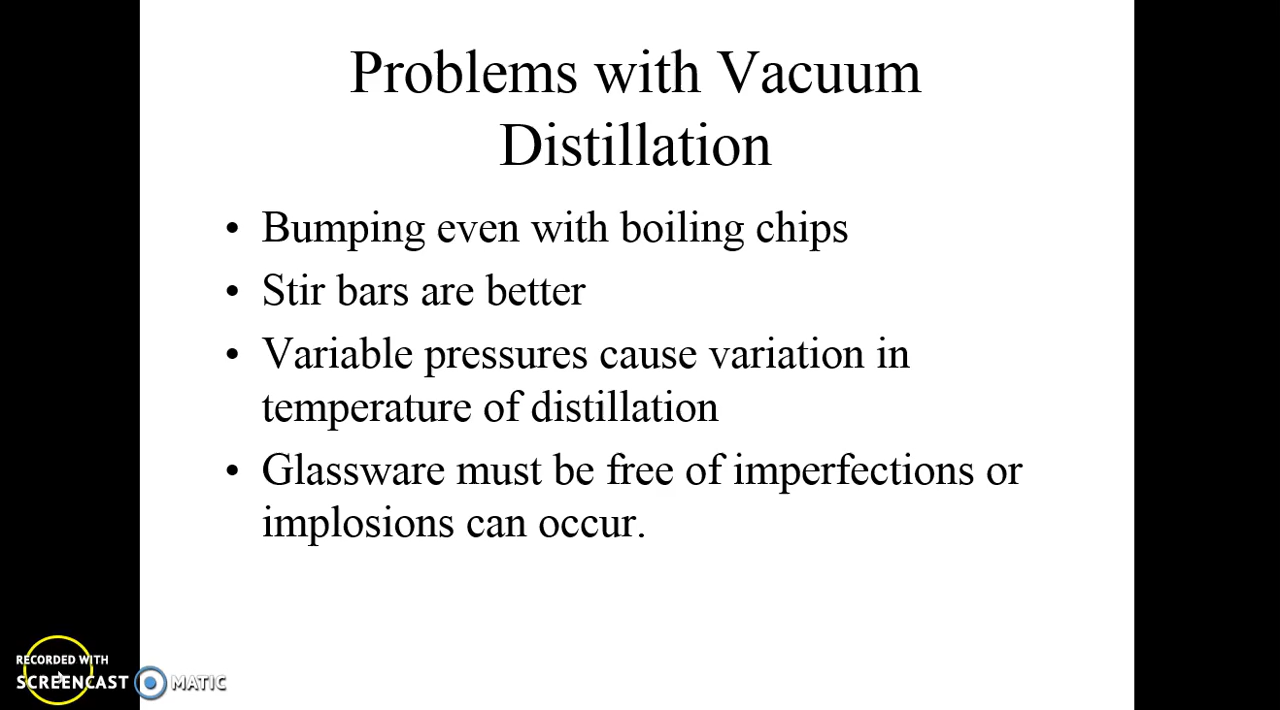 Problems with Vacuum
Distillation
• Bumping even with boiling chips
• Stir bars are better
• Variable pressures cause variation in
temperature of distillation
• Glassware must be free of imperfections or
implosions can occur.
RECORDED WITH
SCREENCAST MATIC